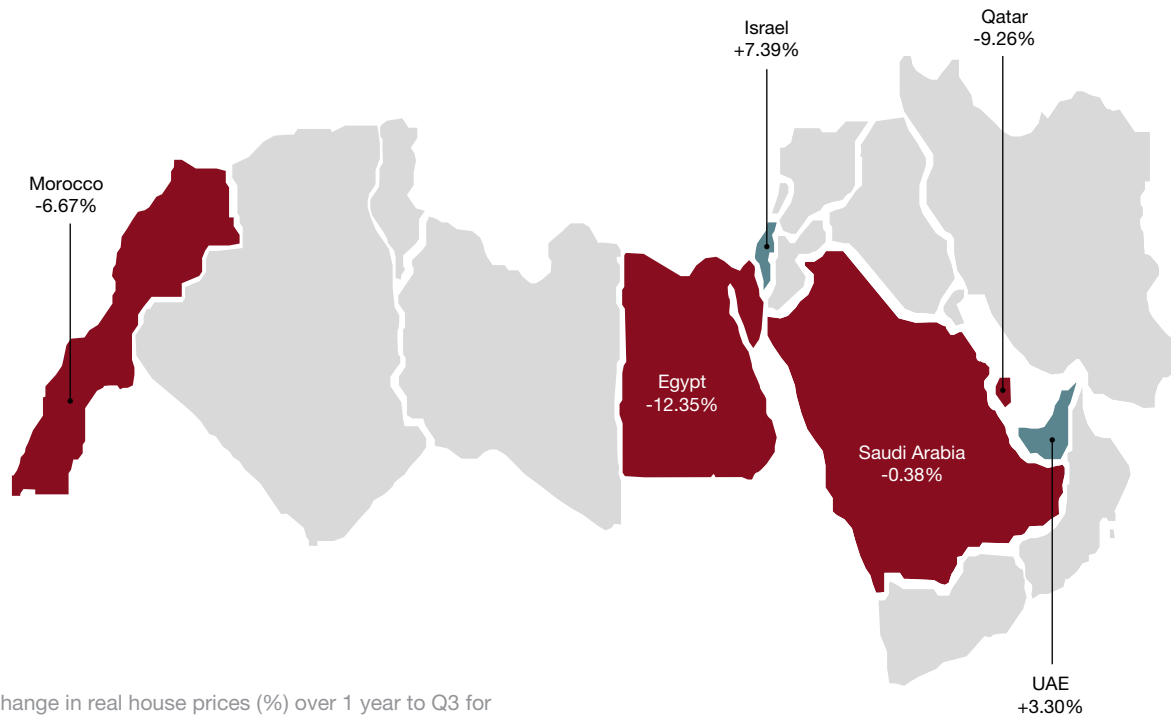 Qatar
-9.26%
Israel
+7.39%
Morocco
-6.67%
Egypt
-12.35%
Saudi Arabia
-0.38%
UAE
+3.30%
hange in real house prices (%) over 1 year to Q3 for